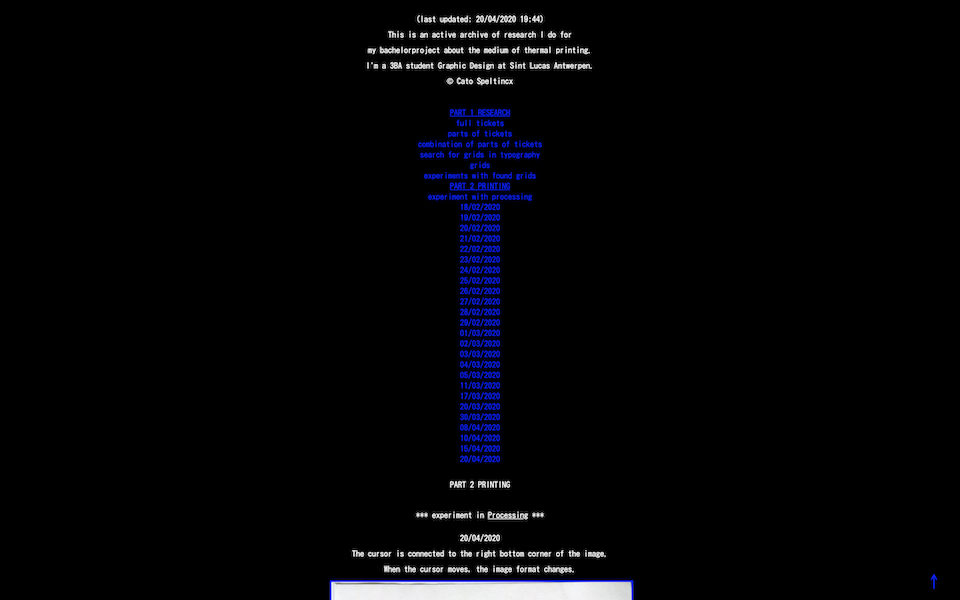 (last updated: 20/04/2020 19:44)
This is an active archive of research I do for
my bachelorproject about the medium of thermal printing.
I'm a 3BA student Graphic Design at Sint Lucas Antwerpen.
© Cato Speltincx
PART 1 RESEARCH
full tickets
parts of tickets
combination of parts of tickets
search for grids in typography
grids
experiments with found grids
PART 2 PRINTING
experiment with processing
18/02/2020
19/02/2020
20/02/2020
21/02/2020
22/02/2020
23/02/2020
24/02/2020
25/02/2020
26/02/2020
27/02/2020
28/02/2020
29/02/2020
01/03/2020
02/03/2020
03/03/2020
04/03/2020
05/03/2020
11/03/2020
17/03/2020
20/03/2020
30/03/2020
08/04/2020
10/04/2020
15/04/2020
20/04/2020
PART 2 PRINTING
*** experiment in Processing ***
20/04/2020
The cursor is connected to the right bottom corner of the image.
When the cursor moves, the image format changes.
↑